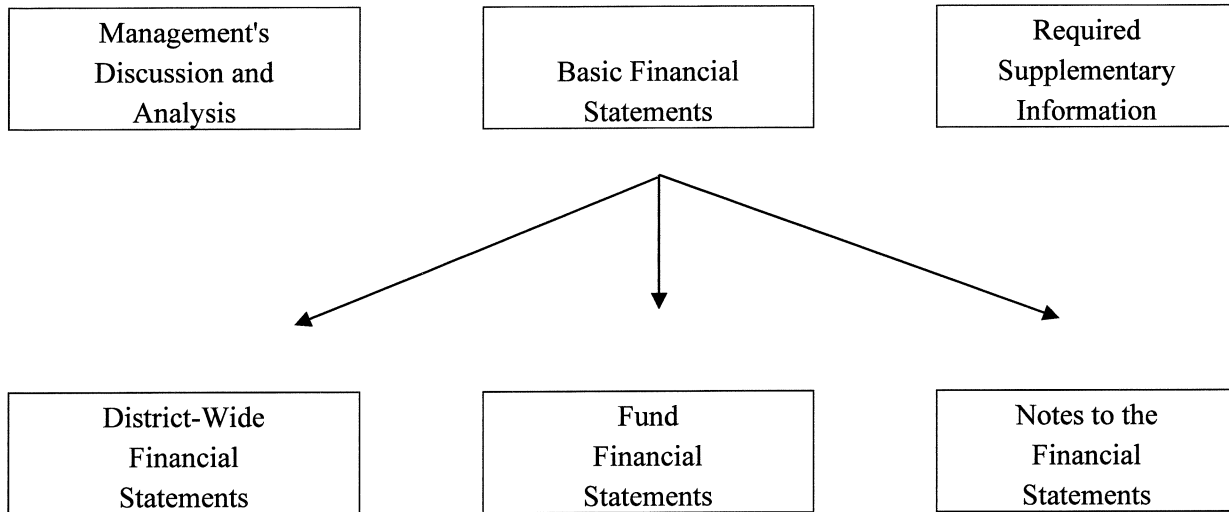 Management's
Discussion and
Analysis
Basic Financial
Statements
Required
Supplementary
Information
District-Wide
Financial
Statements
Fund
Financial
Statements
Notes to the
Financial
Statements